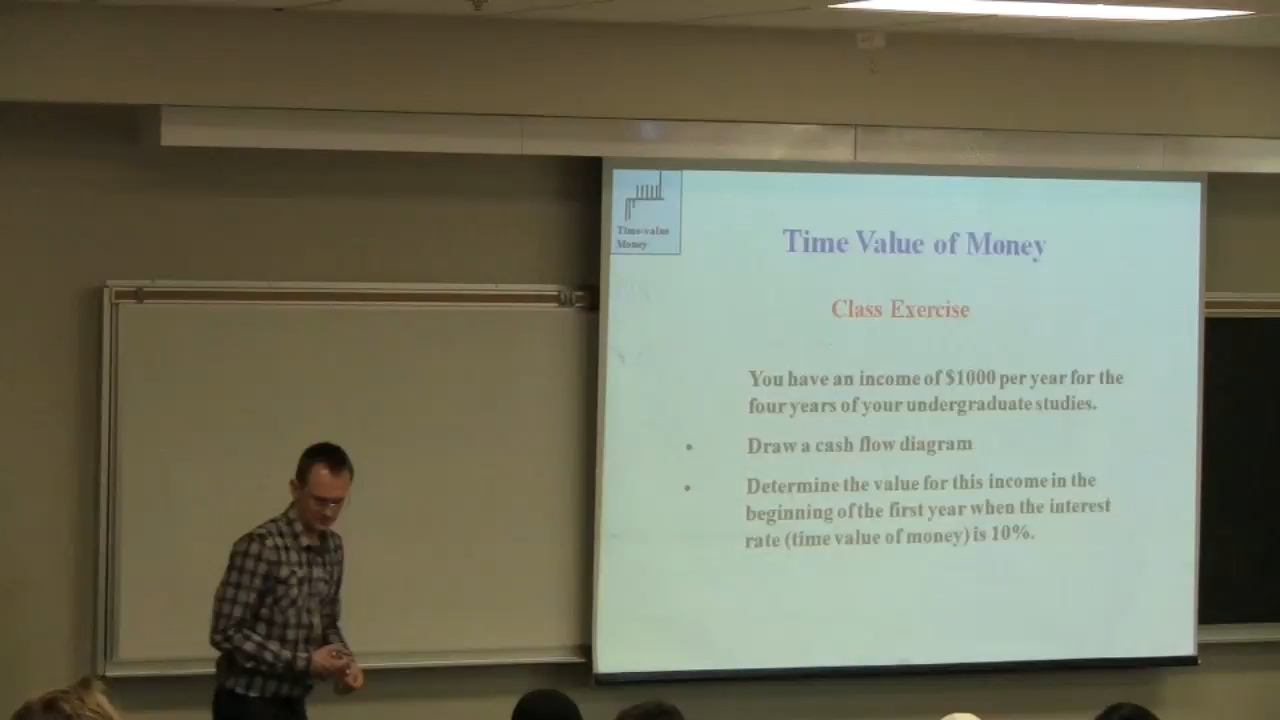 Time-value
Money
Time Value of Money
Class Exercise
You have an income of $1000 per year for the
four years of your undergraduate studies.
• Draw a cash flow diagram
• Determine the value for this income in the
beginning of the first year when the interest
rate (time value of money) is 10%.